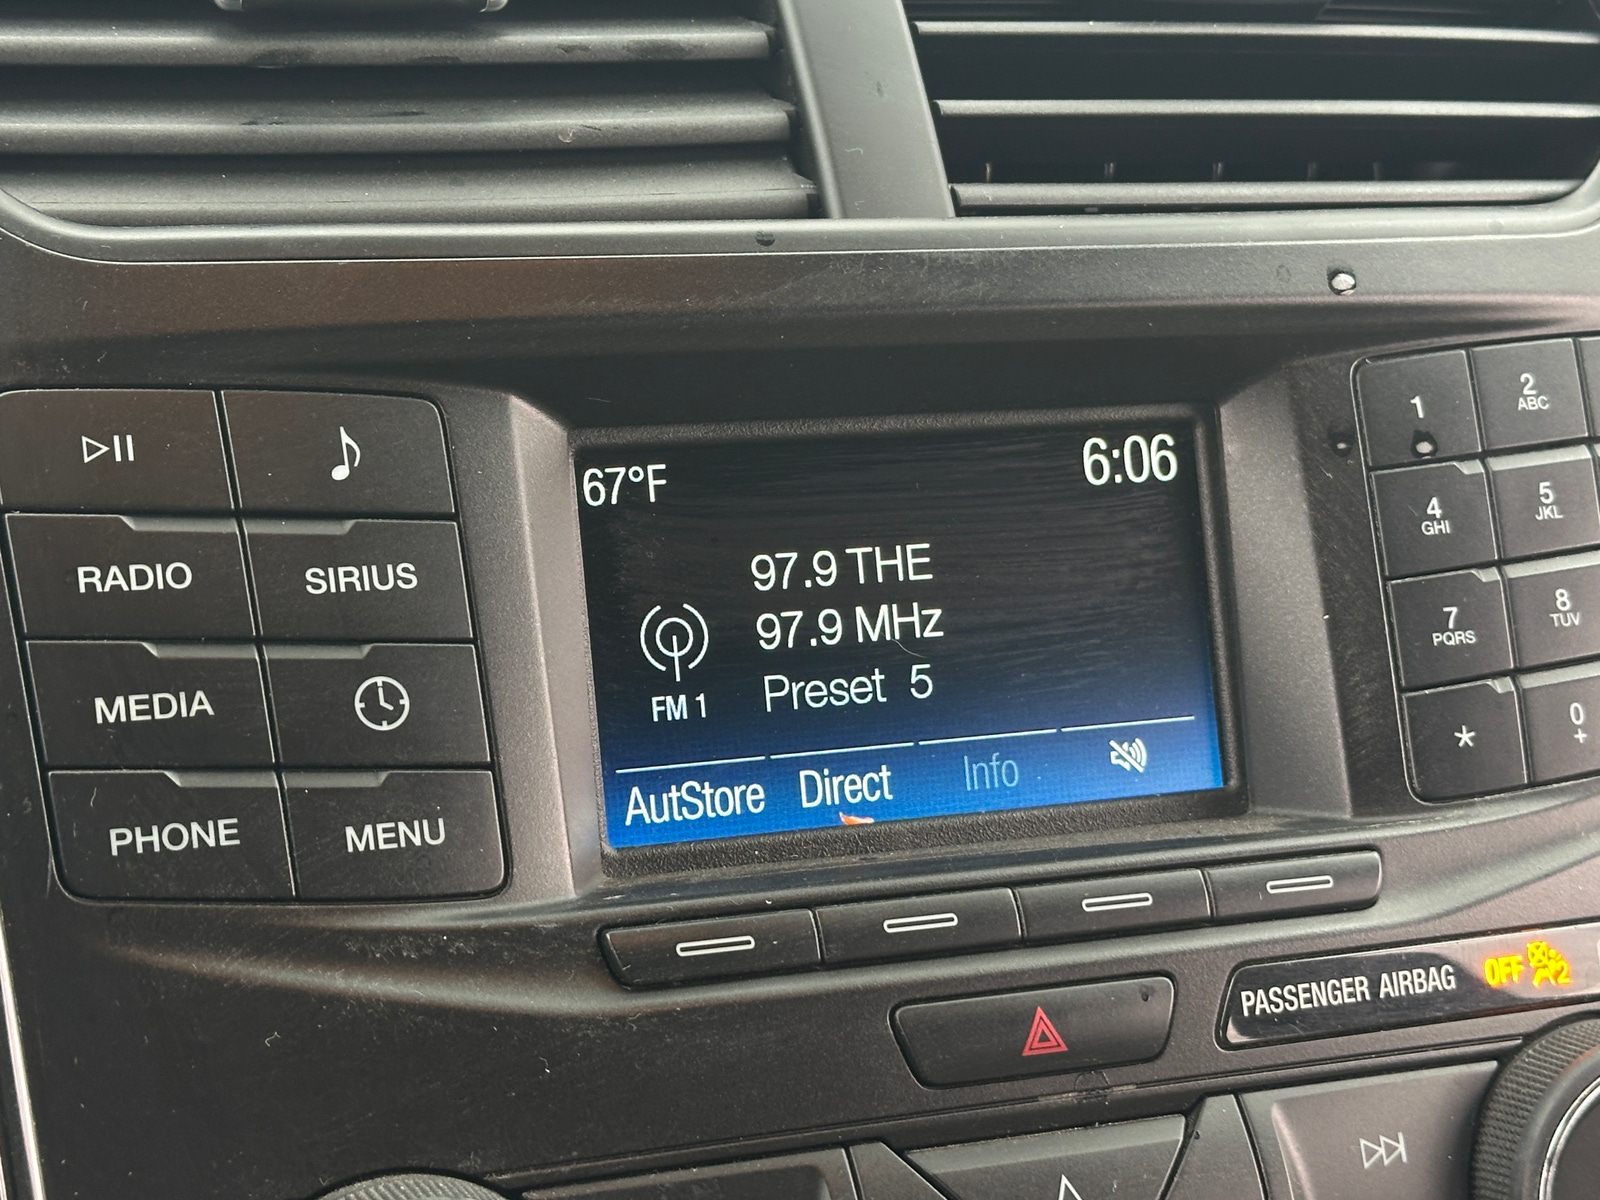 67°F
6:06
97.9 THE
97.9 MHz
Preset 5
FM 1
AutStore
Direct
Info
RADIO
SIRIUS
MEDIA
PHONE
MENU
1
2
ABC
4
GHI
5
JKL
7
PQRS
8
TUV
*
0
+
PASSENGER AIRBAG
OFF
2